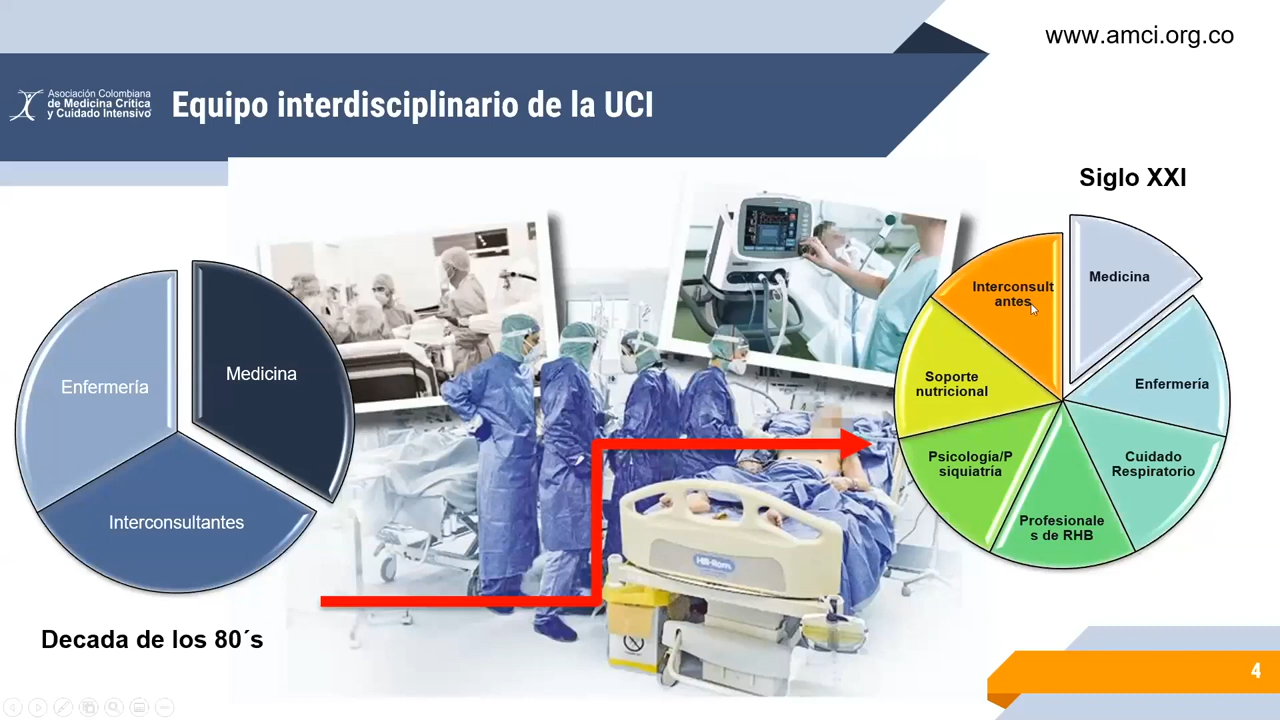 www.amci.org.co
Asociación Colombiana
de Medicina Crítica
y Cuidado Intensivo
Equipo interdisciplinario de la UCI
Siglo XXI
Enfermería
Medicina
Interconsultantes
Decada de los 80´s
Interconsult
antes
Medicina
Soporte
nutricional
Enfermería
Psicología/P
siquiatría
Cuidado
Respiratorio
Profesionale
s de RHB
Hill-Rom
4